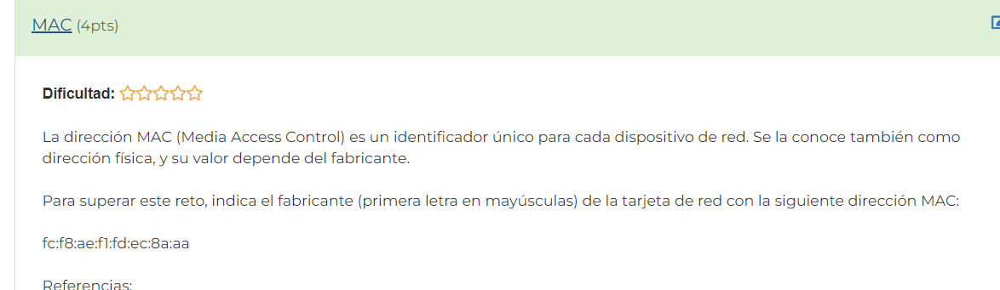 MAC (4pts)
Dificultad:
La dirección MAC (Media Access Control) es un identificador único para cada dispositivo de red. Se la conoce también como
dirección física, y su valor depende del fabricante.
Para superar este reto, indica el fabricante (primera letra en mayúsculas) de la tarjeta de red con la siguiente dirección MAC:
fc:f8:ae:f1:fd:ec:8a:aa
Referencias: